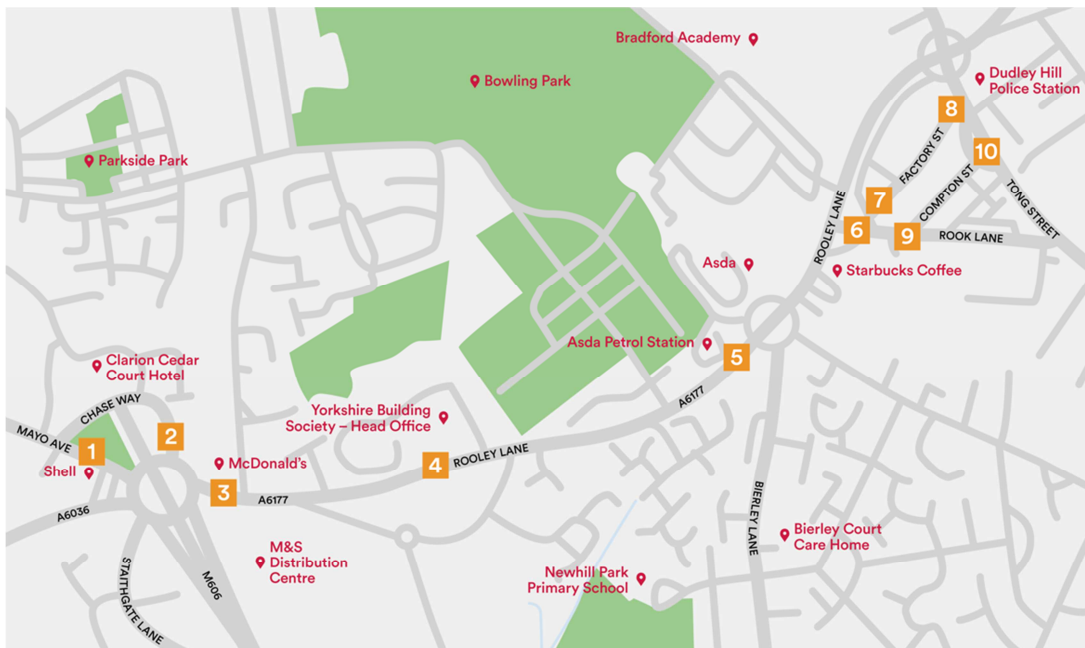 Bradford Academy
Bowling Park
Dudley Hill
Police Station
8
FACTORY ST
10
Parkside Park
COMPTON ST
TONG STREET
7
ROOLEY LANE
6
9
ROOK LANE
Asda
Starbucks Coffee
Asda Petrol Station
5
Clarion Cedar
Court Hotel
A6177
CHASE WAY
Yorkshire Building
Society – Head Office
MAYO AVE
1
2
4
ROOLEY LANE
Shell
McDonald's
3
A6177
A6036
BIERLEY LANE
Bierley Court
Care Home
M&S
Distribution
Centre
STAITHGATE LANE
M606
Newhill Park
Primary School